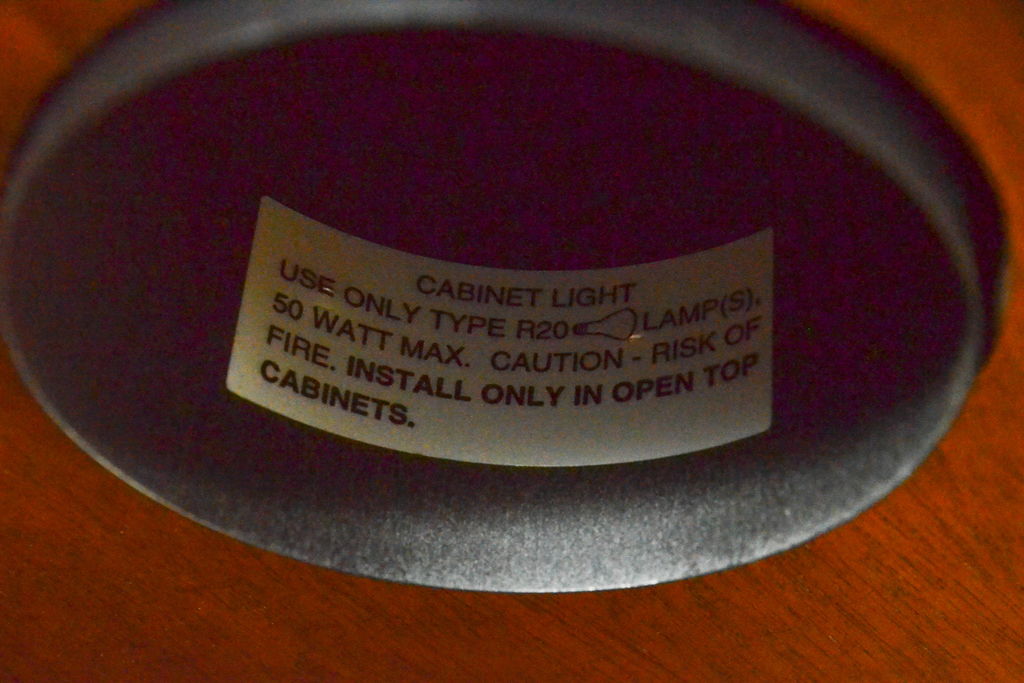 CABINET LIGHT
USE ONLY TYPE R20 LAMP(S),
50 WATT MAX. CAUTION - RISK OF
FIRE. INSTALL ONLY IN OPEN TOP
CABINETS.